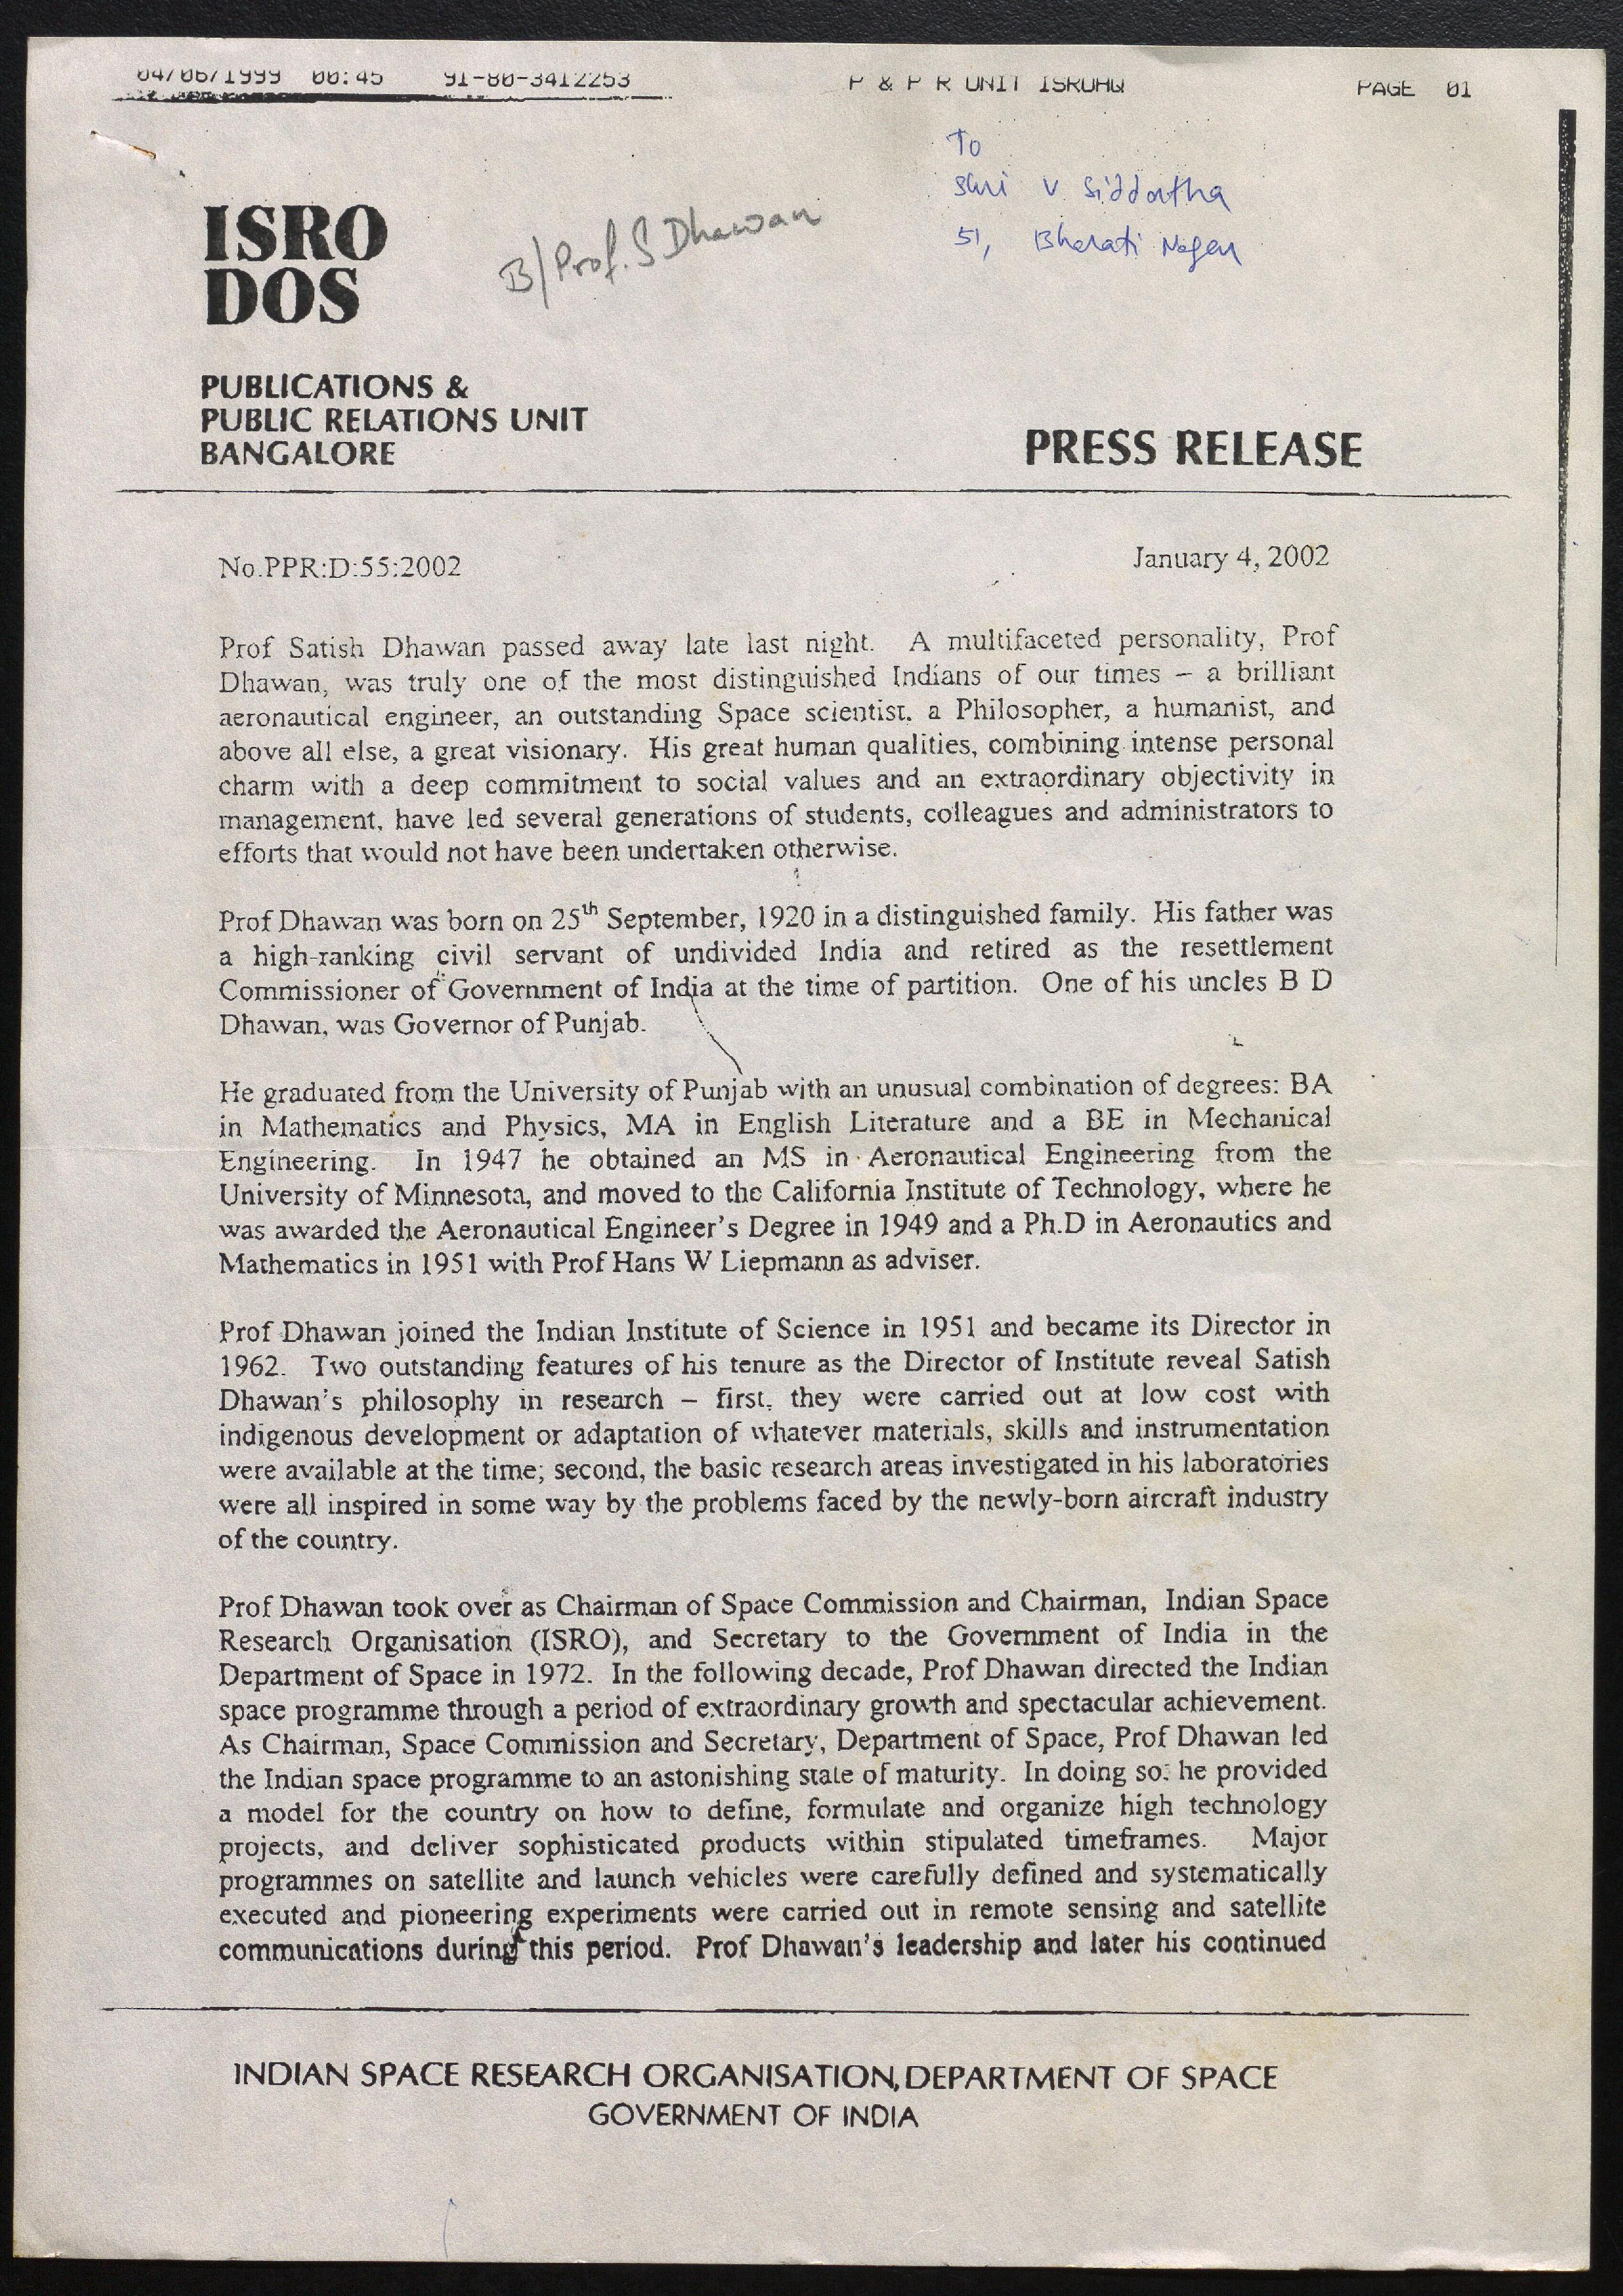 04/06/1999 00:45 91-80-3412253 P & P R UNIT ISROHQ PAGE 01
To
Shri V Siddartha
51, Bharati Nagar
B/Prof. S Dhawan
ISRO
DOS
PUBLICATIONS &
PUBLIC RELATIONS UNIT
BANGALORE
PRESS RELEASE
No.PPR:D:55:2002 January 4, 2002
Prof Satish Dhawan passed away late last night. A multifaceted personality, Prof
Dhawan, was truly one of the most distinguished Indians of our times – a brilliant
aeronautical engineer, an outstanding Space scientist, a Philosopher, a humanist, and
above all else, a great visionary. His great human qualities, combining intense personal
charm with a deep commitment to social values and an extraordinary objectivity in
management, have led several generations of students, colleagues and administrators to
efforts that would not have been undertaken otherwise.
Prof Dhawan was born on 25th September, 1920 in a distinguished family. His father was
a high-ranking civil servant of undivided India and retired as the resettlement
Commissioner of Government of India at the time of partition. One of his uncles B D
Dhawan, was Governor of Punjab.
He graduated from the University of Punjab with an unusual combination of degrees: BA
in Mathematics and Physics, MA in English Literature and a BE in Mechanical
Engineering. In 1947 he obtained an MS in Aeronautical Engineering from the
University of Minnesota, and moved to the California Institute of Technology, where he
was awarded the Aeronautical Engineer's Degree in 1949 and a Ph.D in Aeronautics and
Mathematics in 1951 with Prof Hans W Liepmann as adviser.
Prof Dhawan joined the Indian Institute of Science in 1951 and became its Director in
1962. Two outstanding features of his tenure as the Director of Institute reveal Satish
Dhawan's philosophy in research – first, they were carried out at low cost with
indigenous development or adaptation of whatever materials, skills and instrumentation
were available at the time; second, the basic research areas investigated in his laboratories
were all inspired in some way by the problems faced by the newly-born aircraft industry
of the country.
Prof Dhawan took over as Chairman of Space Commission and Chairman, Indian Space
Research Organisation (ISRO), and Secretary to the Government of India in the
Department of Space in 1972. In the following decade, Prof Dhawan directed the Indian
space programme through a period of extraordinary growth and spectacular achievement.
As Chairman, Space Commission and Secretary, Department of Space, Prof Dhawan led
the Indian space programme to an astonishing state of maturity. In doing so, he provided
a model for the country on how to define, formulate and organize high technology
projects, and deliver sophisticated products within stipulated timeframes. Major
programmes on satellite and launch vehicles were carefully defined and systematically
executed and pioneering experiments were carried out in remote sensing and satellite
communications during this period. Prof Dhawan's leadership and later his continued
INDIAN SPACE RESEARCH ORGANISATION, DEPARTMENT OF SPACE
GOVERNMENT OF INDIA